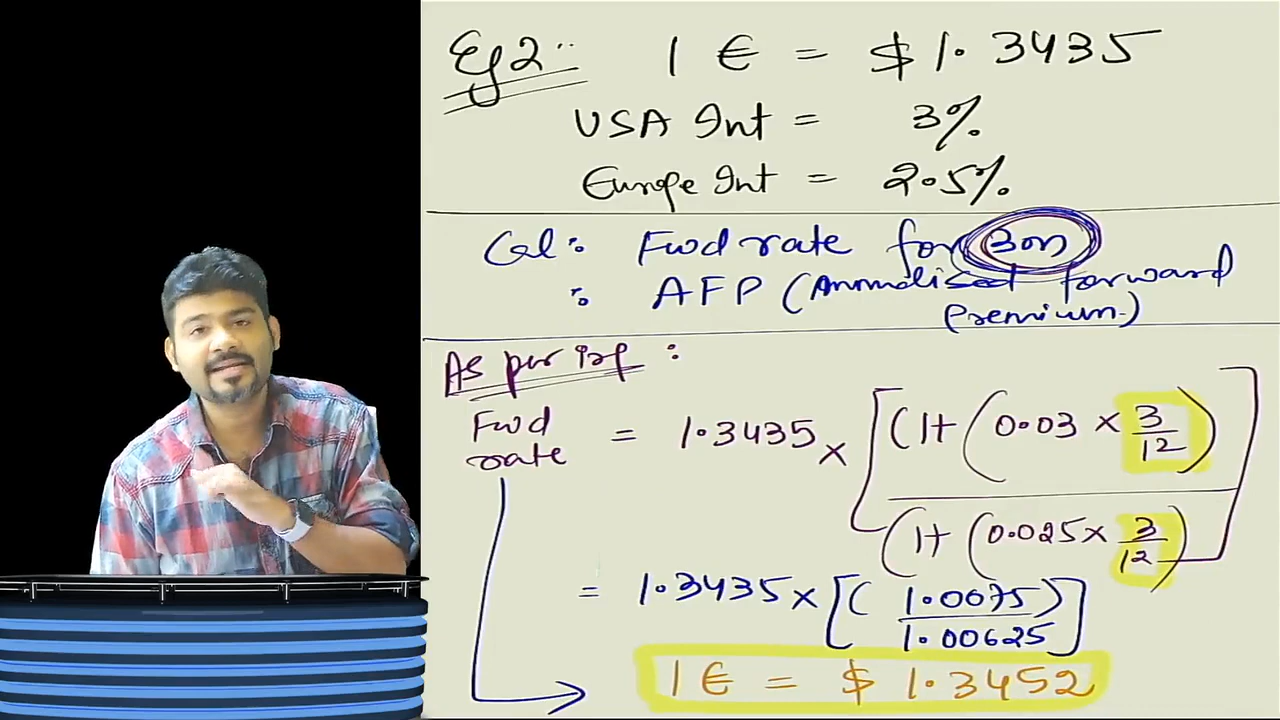 Eg 2:
1 € = $ 1.3435
USA Int = 3%
Europe Int = 2.5%
Cal: Fwd rate for 3m
: AFP (Annualised forward
Premium)
As per irp :
Fwd rate = 1.3435 × [(1+(0.03 × 3/12)) / (1+(0.025 × 3/12))]
= 1.3435 × [(1.0075) / 1.00625]
1 € = $ 1.3452